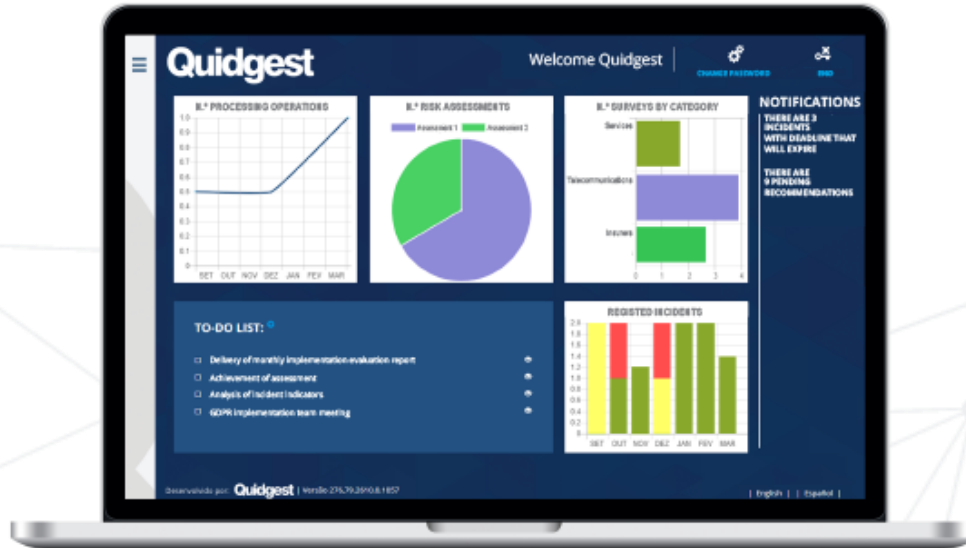 Quidgest
Welcome Quidgest
CHANGE PASSWORD
END
N.º PROCESSING OPERATIONS
1.0
0.9
0.8
0.7
0.6
0.5
0.4
0.3
0.2
0.1
0
SET OUT NOV DEZ JAN FEV MAR
N.º RISK ASSESSMENTS
Assessment 1 Assessment 2
N.º SURVEYS BY CATEGORY
Services
Telecommunications
Insurers
0 1 2 3 4
NOTIFICATIONS
THERE ARE 3
INCIDENTS
WITH DEADLINE THAT
WILL EXPIRE
THERE ARE
9 PENDING
RECOMMENDATIONS
TO-DO LIST:
Delivery of monthly implementation evaluation report
Achievement of assessment
Analysis of incident indicators
GDPR implementation team meeting
REGISTED INCIDENTS
2.0
1.8
1.6
1.4
1.2
1.0
0.8
0.6
0.4
0.2
0
SET OUT NOV DEZ JAN FEV MAR
Desenvolvido por: Quidgest | Versão 276.79.2610.8.1857
| English | | Español |